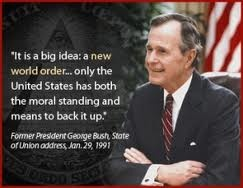 "It is a big idea: a new
world order... only the
United States has both
the moral standing and
means to back it up."
Former President George Bush, State
of Union address, Jan. 29, 1991